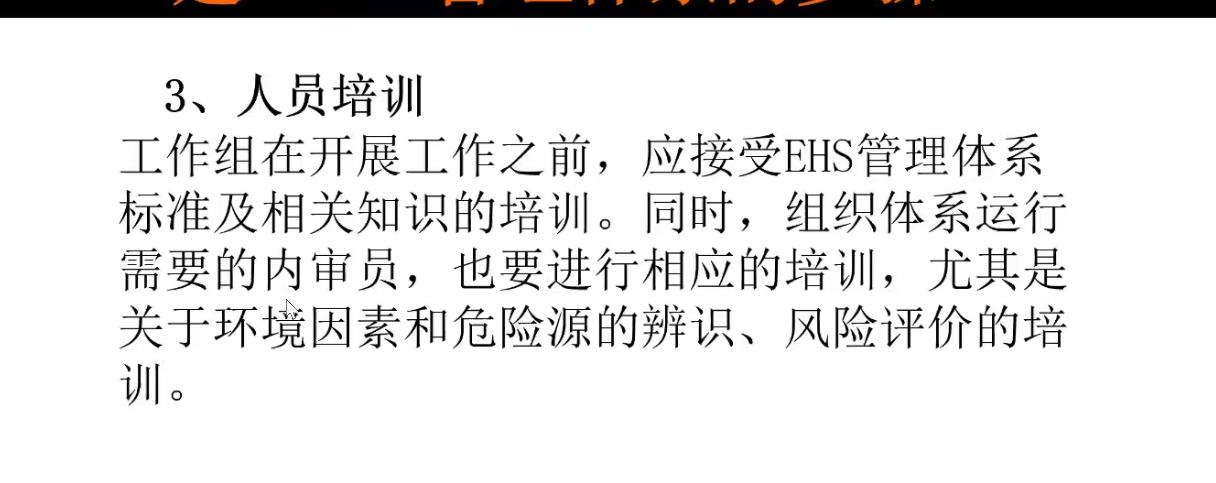 3、人员培训
工作组在开展工作之前，应接受EHS管理体系
标准及相关知识的培训。同时，组织体系运行
需要的内审员，也要进行相应的培训，尤其是
关于环境因素和危险源的辨识、风险评价的培
训。